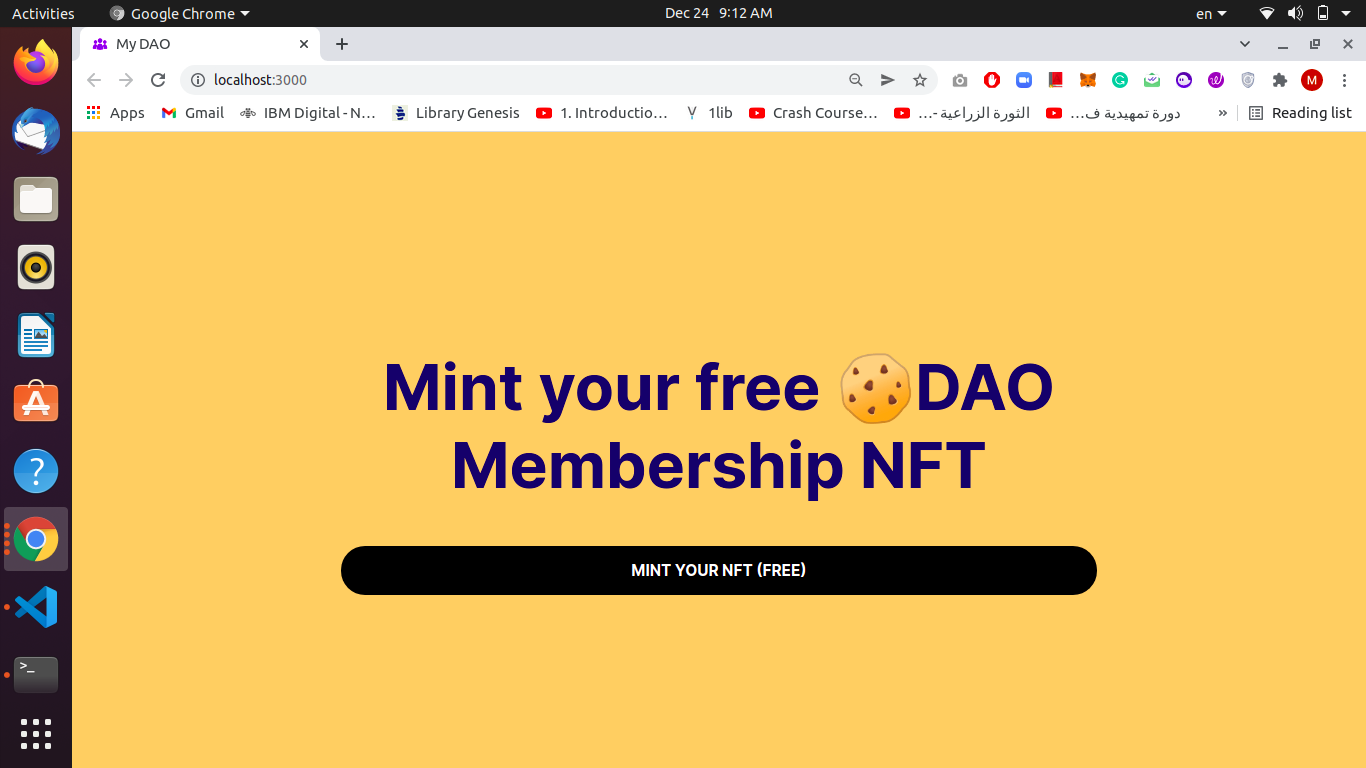 Activities Google Chrome Dec 24 9:12 AM en
My DAO
localhost:3000 M
Apps Gmail IBM Digital - N… Library Genesis 1. Introductio… 1lib Crash Course… الثورة الزراعية -… دورة تمهيدية ف… » Reading list
Mint your free 🍪DAO
Membership NFT
MINT YOUR NFT (FREE)